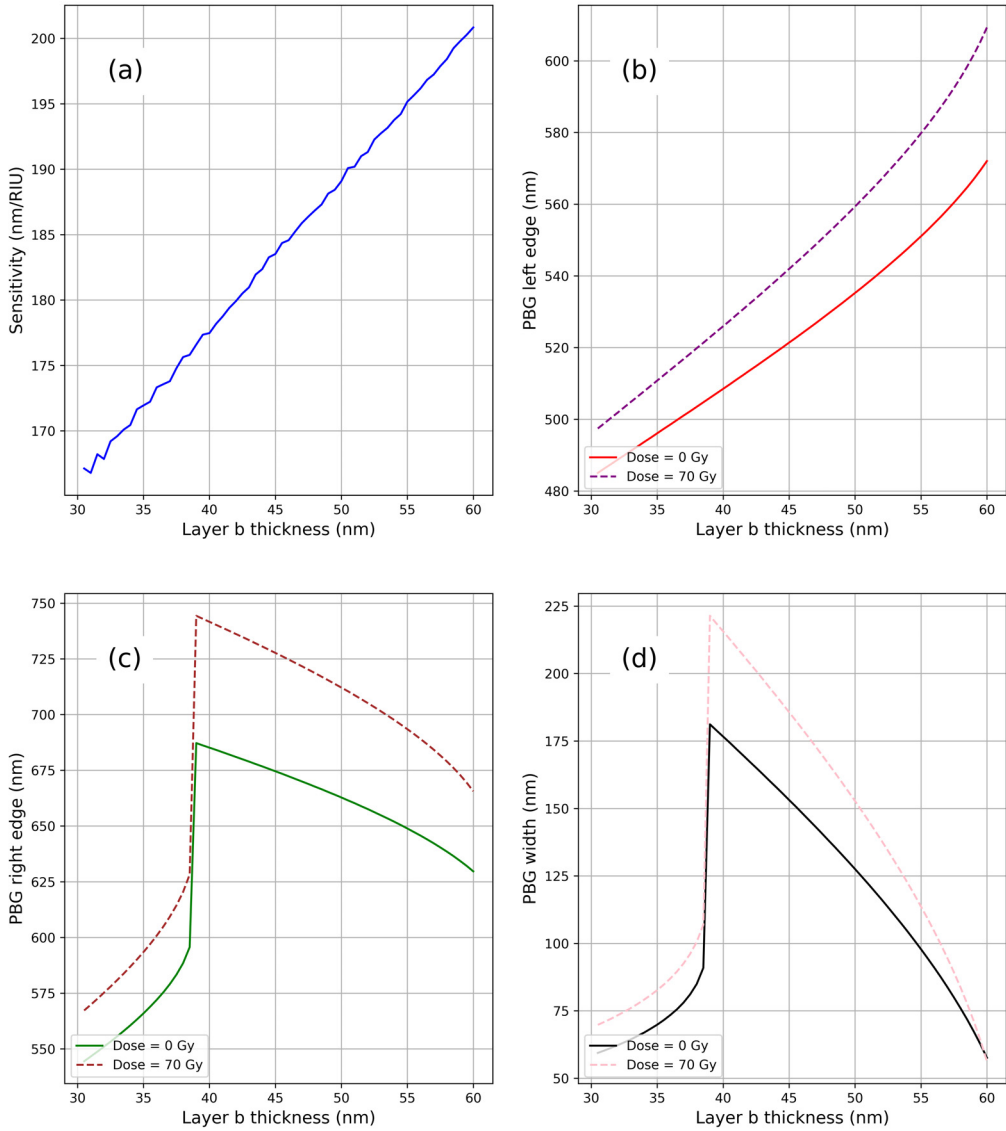 (a)
Sensitivity (nm/RIU)
200
195
190
185
180
175
170
30 35 40 45 50 55 60
Layer b thickness (nm)
(b)
PBG left edge (nm)
600
580
560
540
520
500
480
Dose = 0 Gy
Dose = 70 Gy
30 35 40 45 50 55 60
Layer b thickness (nm)
(c)
PBG right edge (nm)
750
725
700
675
650
625
600
575
550
Dose = 0 Gy
Dose = 70 Gy
30 35 40 45 50 55 60
Layer b thickness (nm)
(d)
PBG width (nm)
225
200
175
150
125
100
75
50
Dose = 0 Gy
Dose = 70 Gy
30 35 40 45 50 55 60
Layer b thickness (nm)